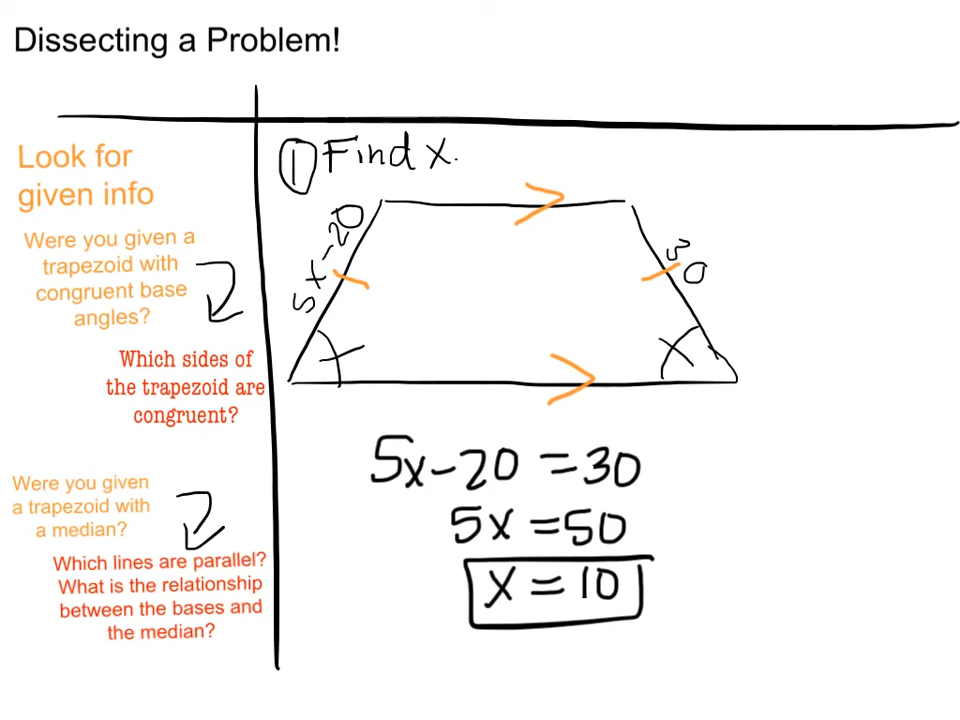 Dissecting a Problem!
Look for
given info
Were you given a
trapezoid with
congruent base
angles?
Which sides of
the trapezoid are
congruent?
Were you given
a trapezoid with
a median?
Which lines are parallel?
What is the relationship
between the bases and
the median?
① Find x.
5x-20
30
5x-20 = 30
5x = 50
x = 10